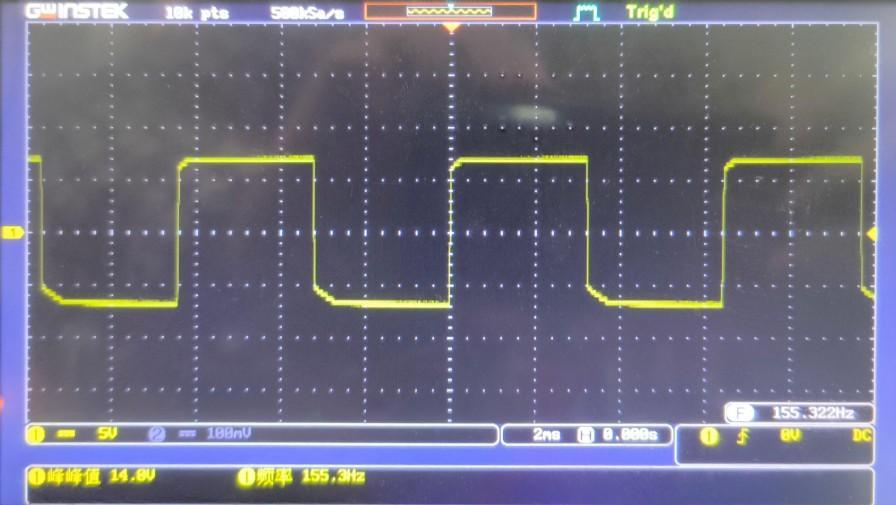 GWINSTEK 10k pts 500kSa/s Trig'd
1
F 155.322Hz
1 5V 2 100mV 2ms H 0.000s 1 0V DC
1峰峰值 14.0V 1频率 155.3Hz